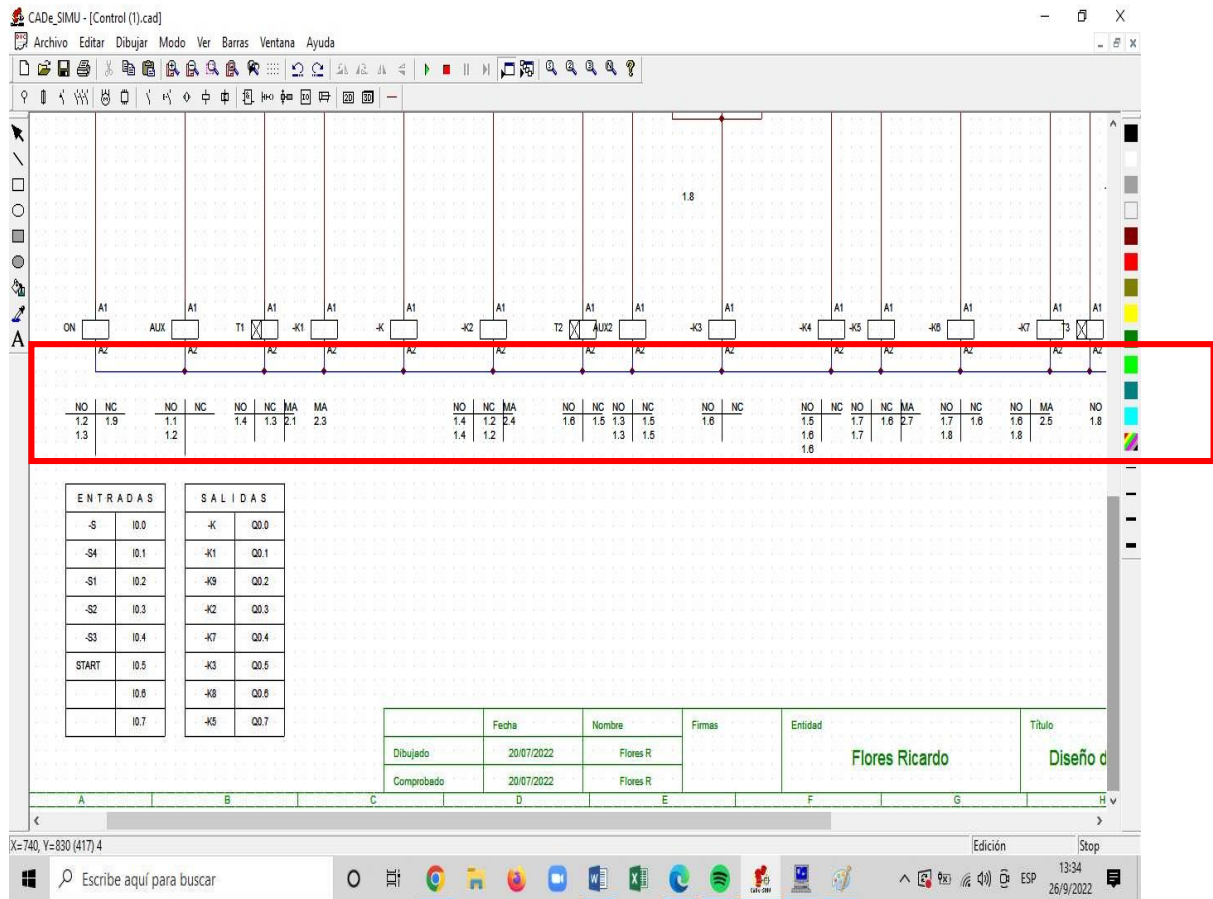 CADe_SIMU - [Control (1).cad]
Archivo Editar Dibujar Modo Ver Barras Ventana Ayuda
1.8
A1 A1 A1 A1 A1 A1 A1 A1 A1 A1 A1 A1 A1 A1
ON AUX T1 -K1 -K -K2 T2 AUX2 -K3 -K4 -K5 -K6 -K7 T3
A2 A2 A2 A2 A2 A2 A2 A2 A2 A2 A2 A2 A2 A2
NO NC NO NC NO NC MA MA NO NC MA NO NC NO NC NO NC NO NC NO NC MA NO NC NO MA NO
1.2 1.9 1.1 1.4 1.3 2.1 2.3 1.4 1.2 2.4 1.6 1.5 1.3 1.5 1.6 1.5 1.7 1.6 2.7 1.7 1.6 1.6 2.5 1.8
1.3 1.2 1.4 1.2 1.3 1.5 1.6 1.7 1.8 1.8
1.6
ENTRADAS SALIDAS
-S I0.0 -K Q0.0
-S4 I0.1 -K1 Q0.1
-S1 I0.2 -K9 Q0.2
-S2 I0.3 -K2 Q0.3
-S3 I0.4 -K7 Q0.4
START I0.5 -K3 Q0.5
I0.6 -K8 Q0.6
I0.7 -K5 Q0.7
Fecha Nombre Firmas Entidad Título
Dibujado 20/07/2022 Flores R
Flores Ricardo Diseño d
Comprobado 20/07/2022 Flores R
A B C D E F G H
X=740, Y=830 (417) 4 Edición Stop
Escribe aquí para buscar
ESP 13:34
26/9/2022